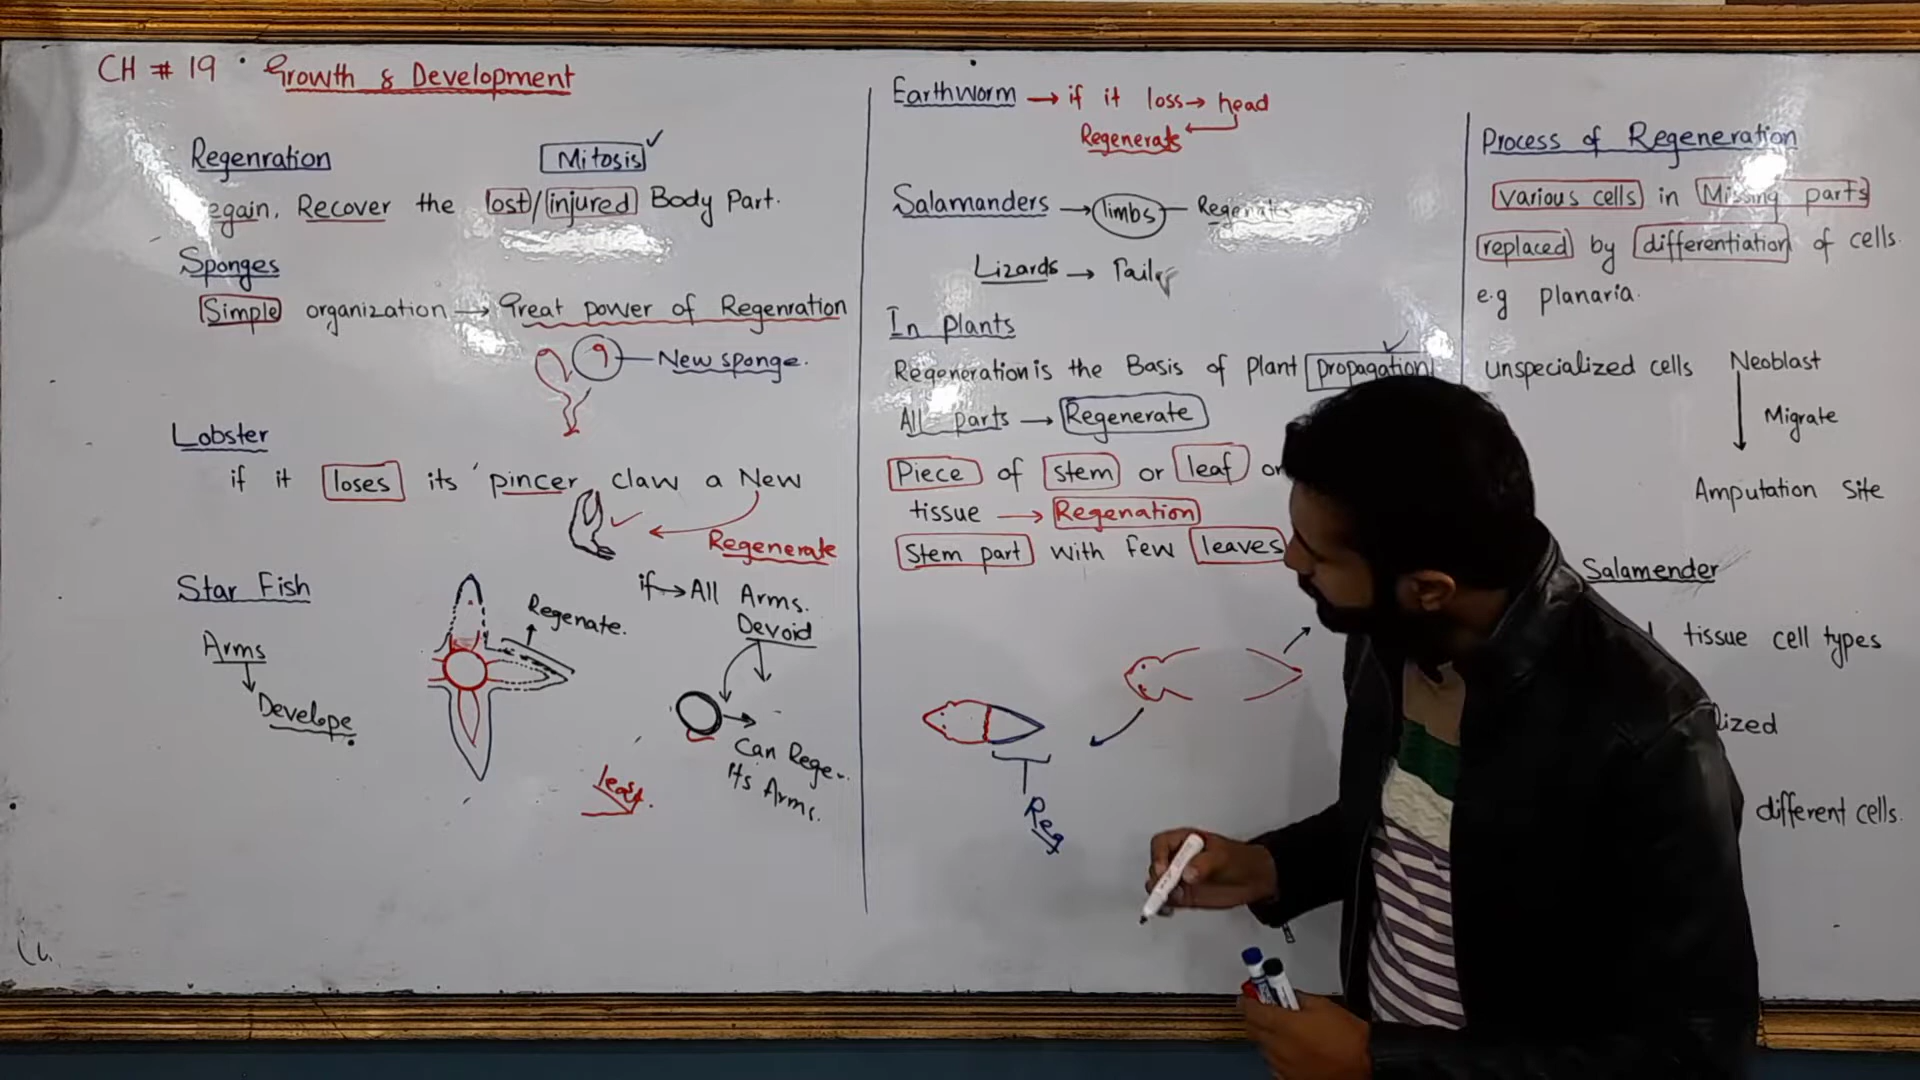 CH # 19 Growth & Development
Regenration
Mitosis
egain, Recover the lost/injured Body Part.
Sponges
Simple organization → Great power of Regenration
New sponge.
Lobster
if it loses its pincer claw a New
Regenerate
Star Fish
Arms
Develope
Regenate.
if → All Arms.
Devoid
Can Rege
Its Arms.
Earthworm → if it loss → head
Regenerate
Salamanders → limbs — Regenrate
Lizards → Tail
In plants
Regeneration is the Basis of plant propagation
All parts → Regenerate
Piece of stem or leaf or
tissue → Regenation
Stem part with few leaves
Reg
Process of Regeneration
various cells in Missing parts
replaced by differentiation of cells.
e.g planaria.
unspecialized cells Neoblast
Migrate
Amputation Site
Salamender
tissue cell types
lized
different cells.